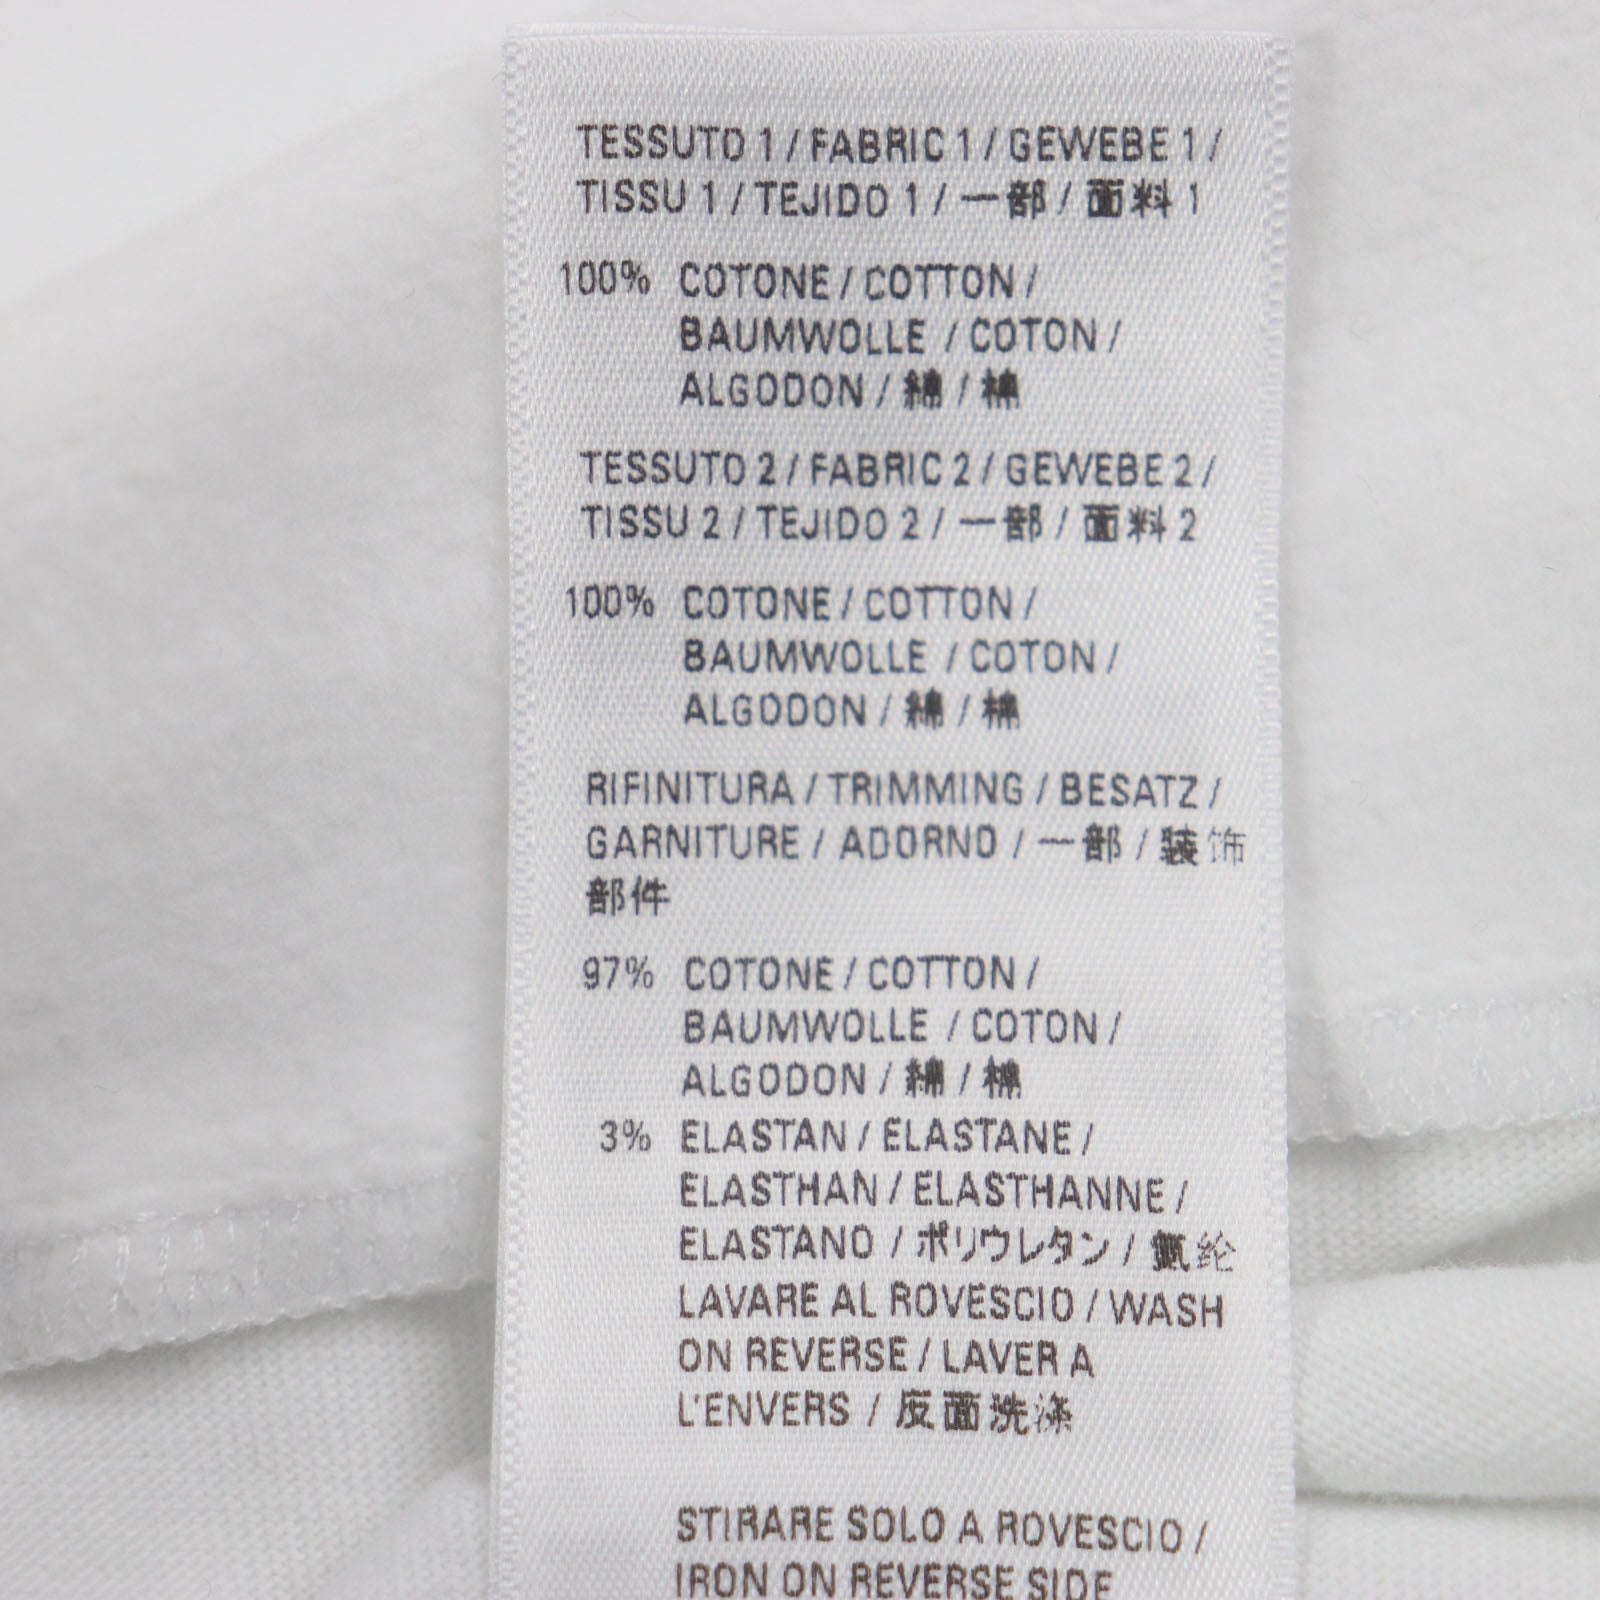 TESSUTO 1 / FABRIC 1 / GEWEBE 1 /
TISSU 1 / TEJIDO 1 / 一部 / 面料 1
100% COTONE / COTTON /
BAUMWOLLE / COTON /
ALGODON / 綿 / 棉
TESSUTO 2 / FABRIC 2 / GEWEBE 2 /
TISSU 2 / TEJIDO 2 / 一部 / 面料 2
100% COTONE / COTTON /
BAUMWOLLE / COTON /
ALGODON / 綿 / 棉
RIFINITURA / TRIMMING / BESATZ /
GARNITURE / ADORNO / 一部 / 装饰
部件
97% COTONE / COTTON /
BAUMWOLLE / COTON /
ALGODON / 綿 / 棉
3% ELASTAN / ELASTANE /
ELASTHAN / ELASTHANNE /
ELASTANO / ポリウレタン / 氨纶
LAVARE AL ROVESCIO / WASH
ON REVERSE / LAVER A
L'ENVERS / 反面洗涤
STIRARE SOLO A ROVESCIO /
IRON ON REVERSE SIDE